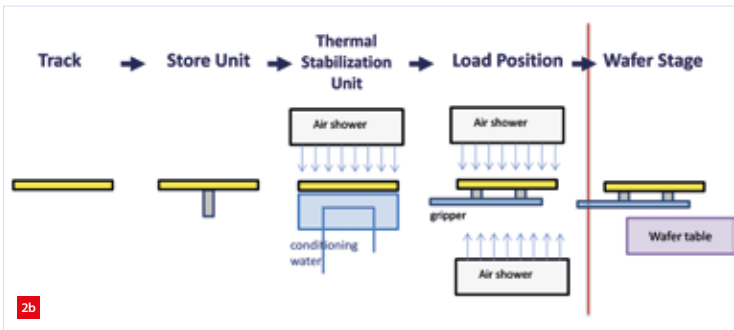 Track
Store Unit
Thermal
Stabilization
Unit
Load Position
Wafer Stage
Air shower
Air shower
gripper
conditioning
water
Air shower
Wafer table
2b